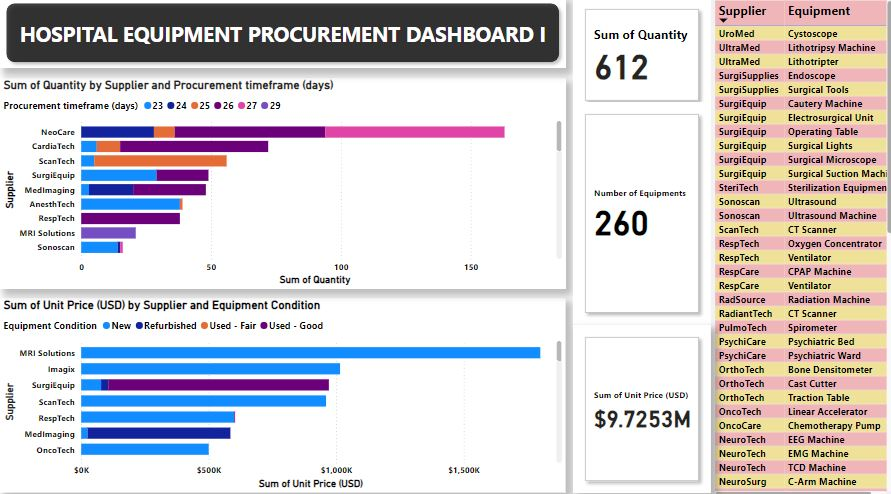 HOSPITAL EQUIPMENT PROCUREMENT DASHBOARD I
Sum of Quantity by Supplier and Procurement timeframe (days)
Procurement timeframe (days) 23 24 25 26 27 29
Supplier
NeoCare
CardiaTech
ScanTech
SurgiEquip
MedImaging
AnesthTech
RespTech
MRI Solutions
Sonoscan
0 50 100 150
Sum of Quantity
Sum of Unit Price (USD) by Supplier and Equipment Condition
Equipment Condition New Refurbished Used - Fair Used - Good
Supplier
MRI Solutions
Imagix
SurgiEquip
ScanTech
RespTech
MedImaging
OncoTech
$0K $500K $1,000K $1,500K
Sum of Unit Price (USD)
Sum of Quantity
612
Number of Equipments
260
Sum of Unit Price (USD)
$9.7253M
Supplier Equipment
UroMed Cystoscope
UltraMed Lithotripsy Machine
UltraMed Lithotripter
SurgiSupplies Endoscope
SurgiSupplies Surgical Tools
SurgiEquip Cautery Machine
SurgiEquip Electrosurgical Unit
SurgiEquip Operating Table
SurgiEquip Surgical Lights
SurgiEquip Surgical Microscope
SurgiEquip Surgical Suction Machi
SteriTech Sterilization Equipmen
Sonoscan Ultrasound
Sonoscan Ultrasound Machine
ScanTech CT Scanner
RespTech Oxygen Concentrator
RespTech Ventilator
RespCare CPAP Machine
RespCare Ventilator
RadSource Radiation Machine
RadiantTech CT Scanner
PulmoTech Spirometer
PsychiCare Psychiatric Bed
PsychiCare Psychiatric Ward
OrthoTech Bone Densitometer
OrthoTech Cast Cutter
OrthoTech Traction Table
OncoTech Linear Accelerator
OncoCare Chemotherapy Pump
NeuroTech EEG Machine
NeuroTech EMG Machine
NeuroTech TCD Machine
NeuroSurg C-Arm Machine